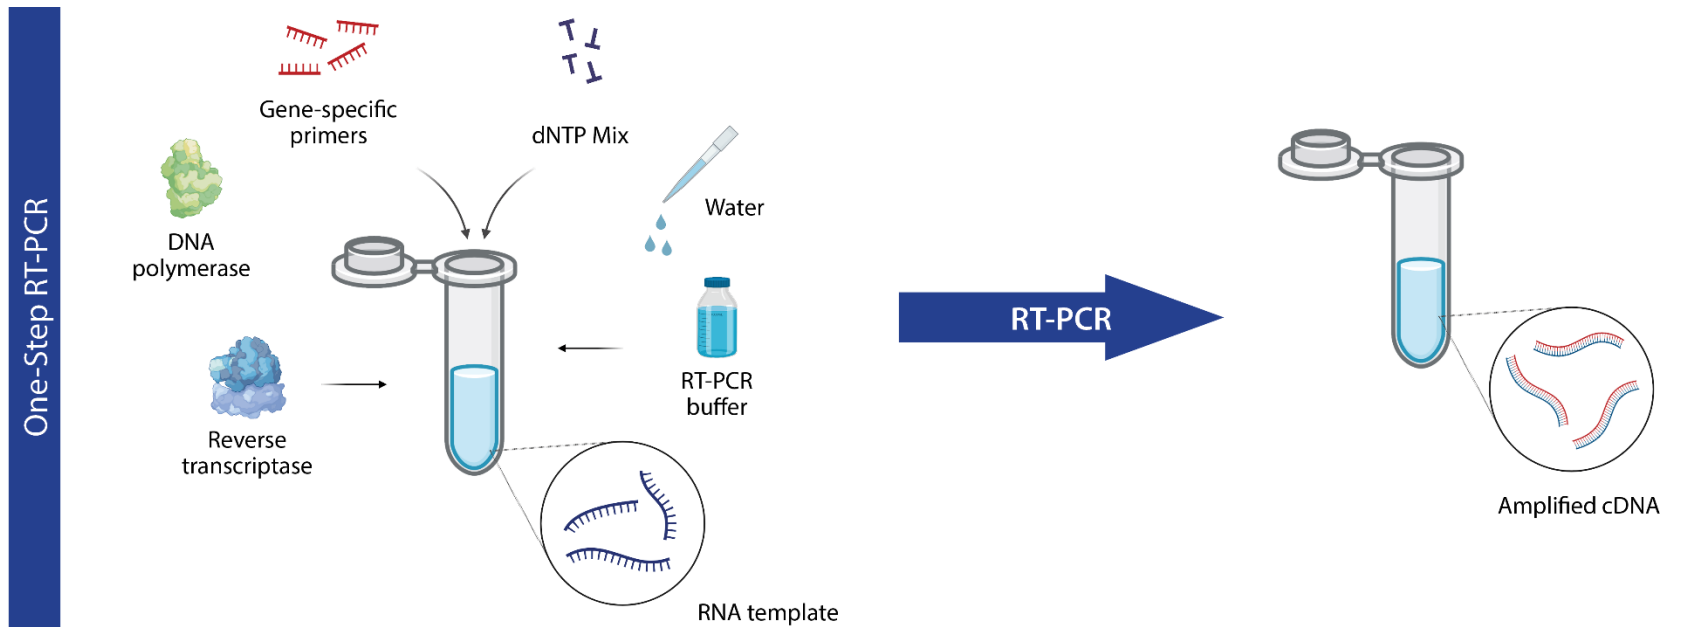 One-Step RT-PCR
Gene-specific
primers
dNTP Mix
DNA
polymerase
Water
Reverse
transcriptase
RT-PCR
buffer
RNA template
RT-PCR
Amplified cDNA